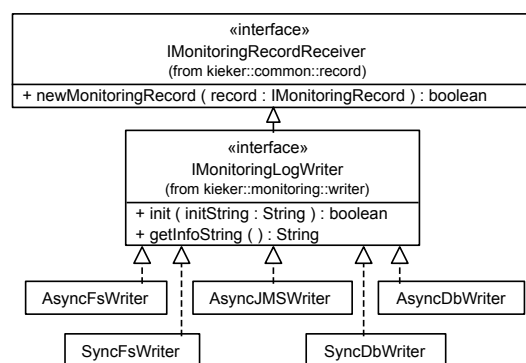 «interface»
IMonitoringRecordReceiver
(from kieker::common::record)
+ newMonitoringRecord ( record : IMonitoringRecord ) : boolean
«interface»
IMonitoringLogWriter
(from kieker::monitoring::writer)
+ init ( initString : String ) : boolean
+ getInfoString ( ) : String
AsyncFsWriter
AsyncJMSWriter
AsyncDbWriter
SyncFsWriter
SyncDbWriter